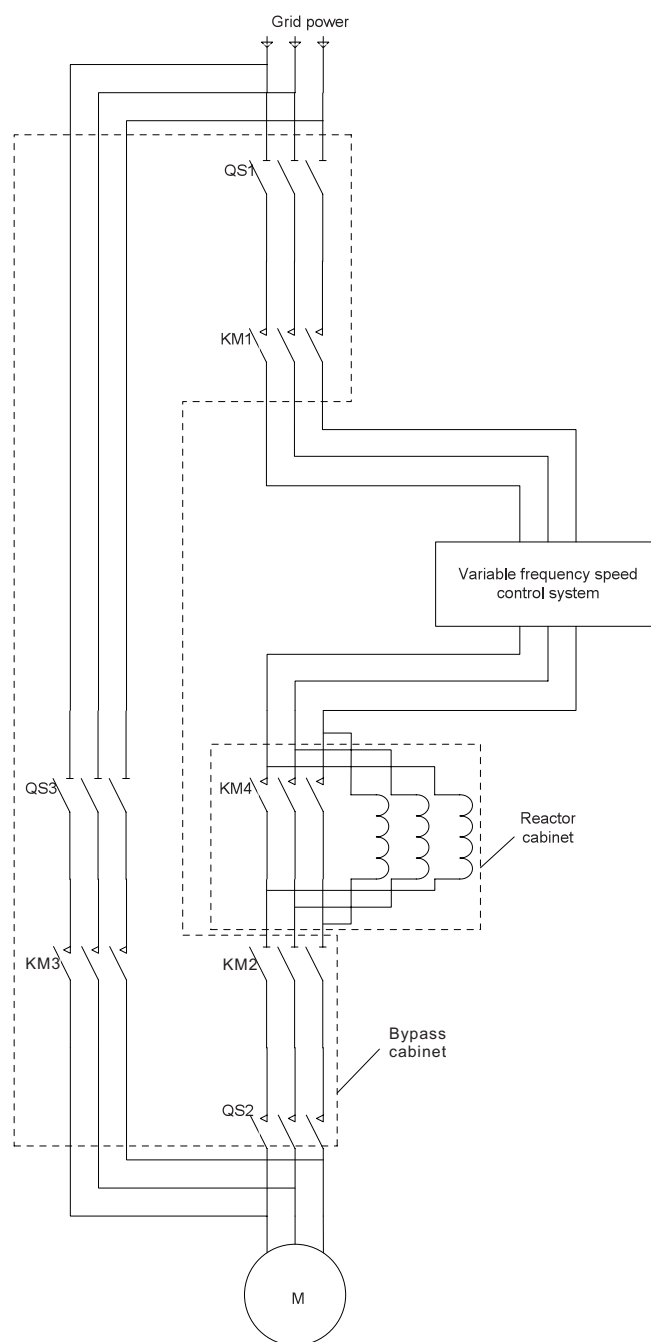 Grid power
QS1
KM1
Variable frequency speed
control system
QS3
KM4
Reactor
cabinet
KM3
KM2
Bypass
cabinet
QS2
M